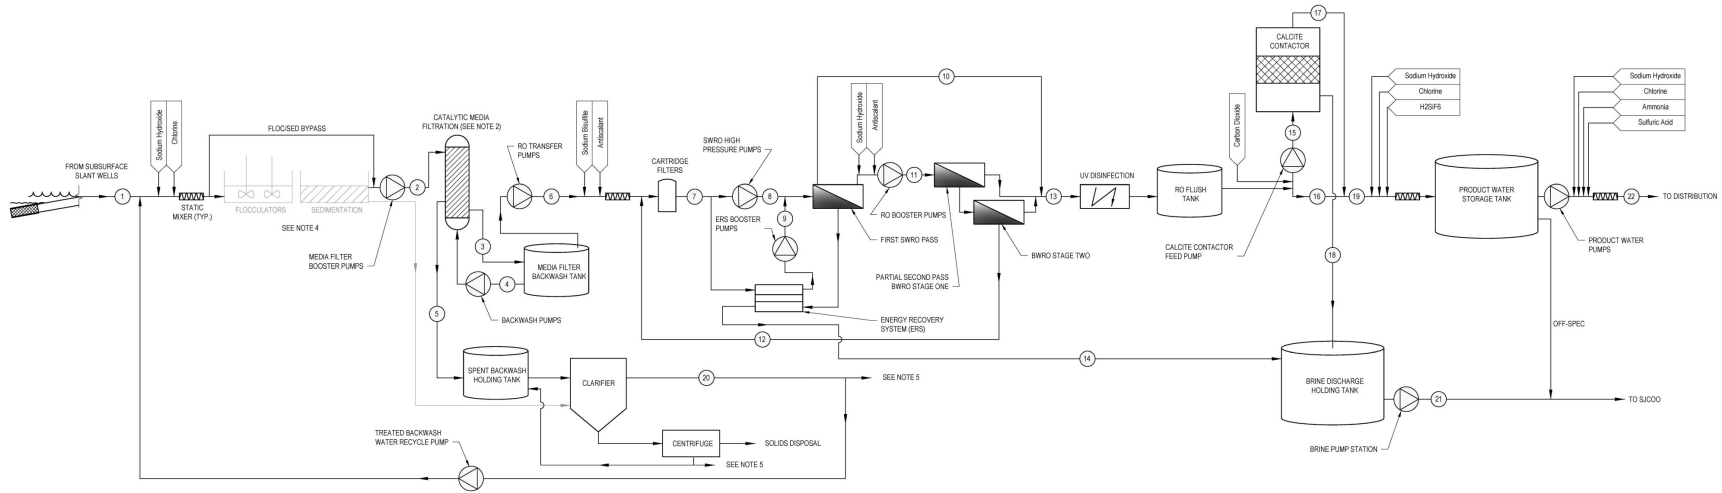 FROM SUBSURFACE
SLANT WELLS
1
Sodium Hydroxide
Chlorine
STATIC
MIXER (TYP.)
FLOC/SED BYPASS
FLOCCULATORS
SEDIMENTATION
SEE NOTE 4
MEDIA FILTER
BOOSTER PUMPS
2
CATALYTIC MEDIA
FILTRATION (SEE NOTE 2)
3
4
5
BACKWASH PUMPS
MEDIA FILTER
BACKWASH TANK
RO TRANSFER
PUMPS
6
Sodium Bisulfite
Antiscalant
CARTRIDGE
FILTERS
7
SWRO HIGH
PRESSURE PUMPS
8
ERS BOOSTER
PUMPS
9
10
Sodium Hydroxide
Antiscalant
11
RO BOOSTER PUMPS
FIRST SWRO PASS
PARTIAL SECOND PASS
BWRO STAGE ONE
BWRO STAGE TWO
ENERGY RECOVERY
SYSTEM (ERS)
12
13
14
UV DISINFECTION
RO FLUSH
TANK
Carbon Dioxide
CALCITE CONTACTOR
FEED PUMP
15
CALCITE
CONTACTOR
16
17
18
19
Sodium Hydroxide
Chlorine
H2SiF6
PRODUCT WATER
STORAGE TANK
PRODUCT WATER
PUMPS
Sodium Hydroxide
Chlorine
Ammonia
Sulfuric Acid
22
TO DISTRIBUTION
OFF-SPEC
BRINE DISCHARGE
HOLDING TANK
BRINE PUMP STATION
21
TO SJCOO
SPENT BACKWASH
HOLDING TANK
CLARIFIER
20
SEE NOTE 5
CENTRIFUGE
SOLIDS DISPOSAL
SEE NOTE 5
TREATED BACKWASH
WATER RECYCLE PUMP